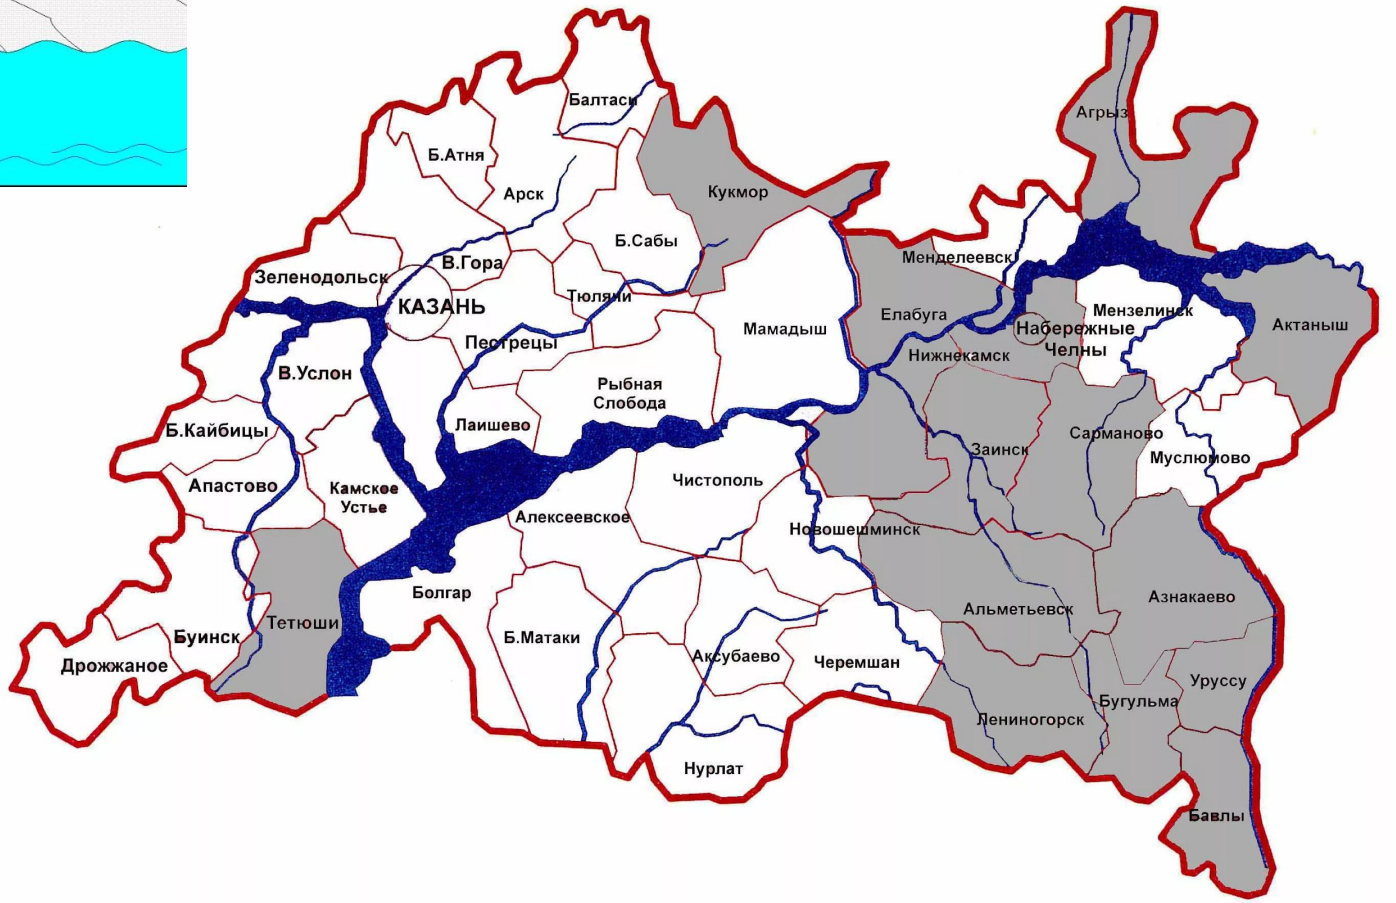 Агрыз
Балтаси
Б.Атня
Арск
Кукмор
Б.Сабы
Менделеевск
В.Гора
Зеленодольск
Тюлячи
КАЗАНЬ
Мензелинск
Елабуга
Актаныш
Мамадыш
Набережные
Челны
Пестрецы
Нижнекамск
В.Услон
Рыбная
Слобода
Лаишево
Б.Кайбицы
Сарманово
Заинск
Муслюмово
Чистополь
Апастово
Камское
Устье
Алексеевское
Новошешминск
Болгар
Азнакаево
Альметьевск
Тетюши
Буинск
Б.Матаки
Аксубаево
Черемшан
Дрожжаное
Уруссу
Бугульма
Лениногорск
Нурлат
Бавлы